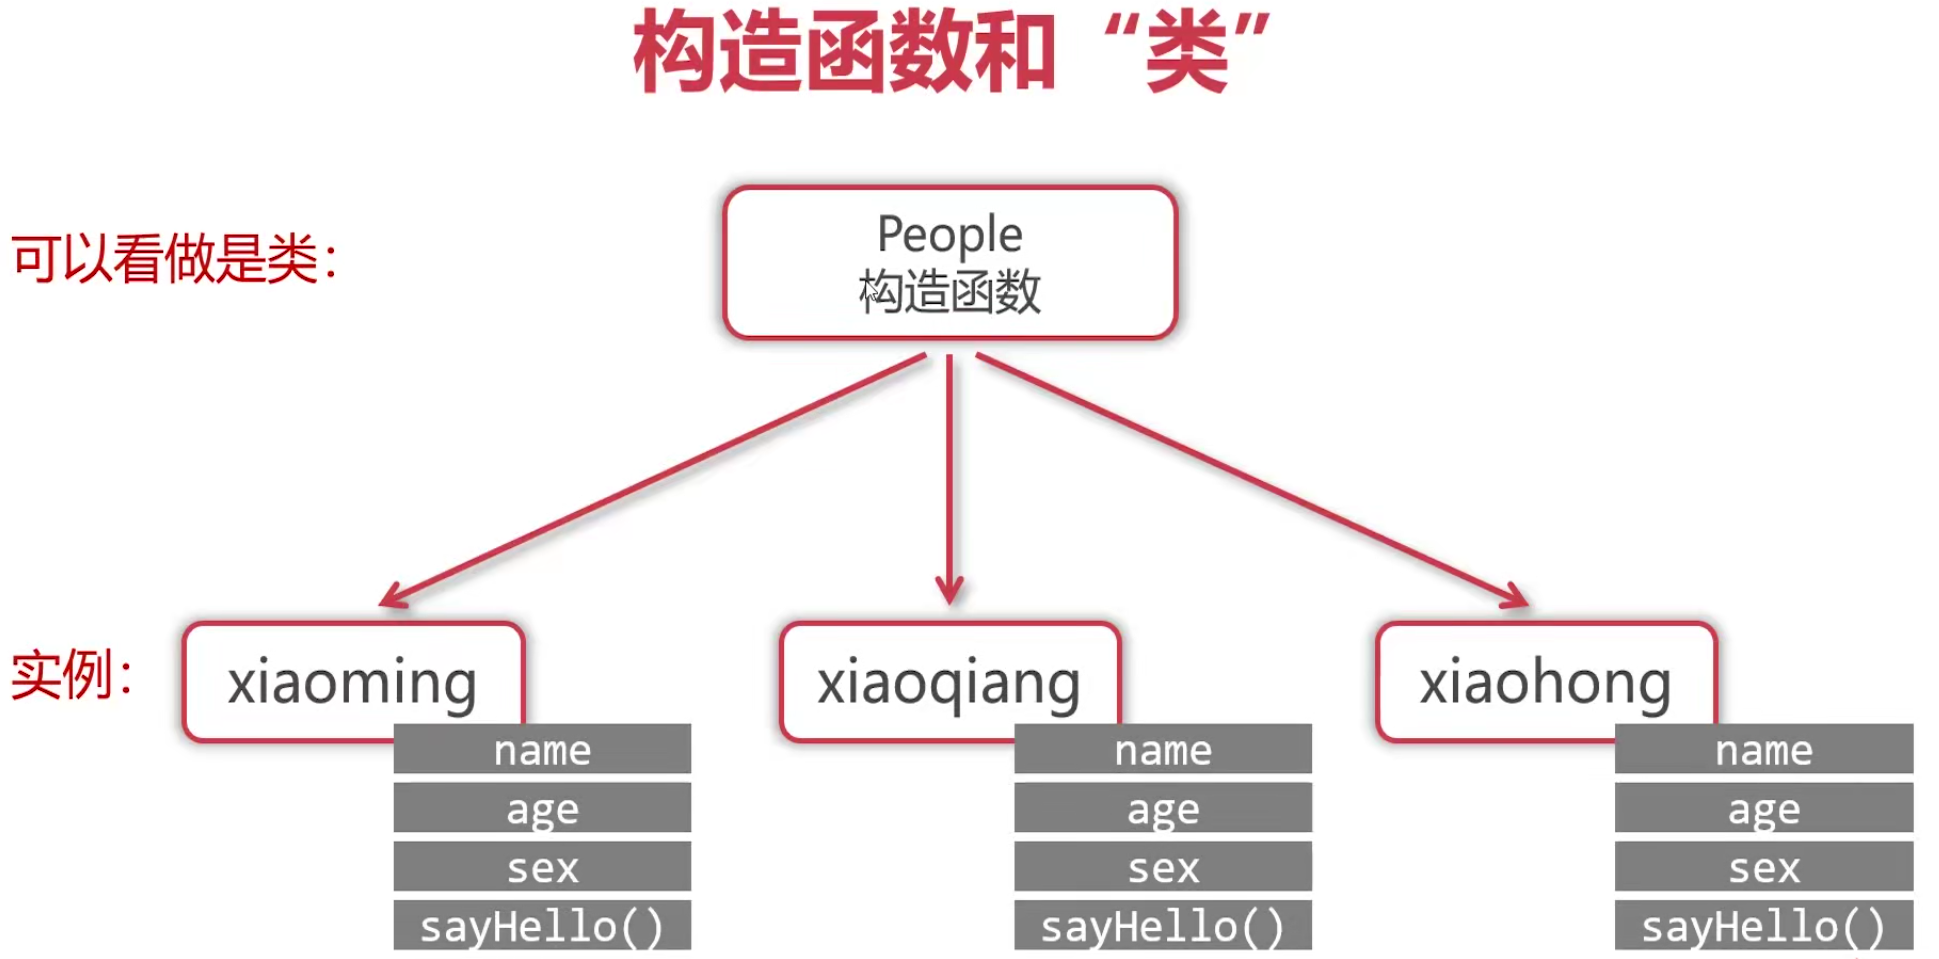 构造函数和“类”
可以看做是类：
People
构造函数
实例：
xiaoming
xiaoqiang
xiaohong
name
age
sex
sayHello()
name
age
sex
sayHello()
name
age
sex
sayHello()